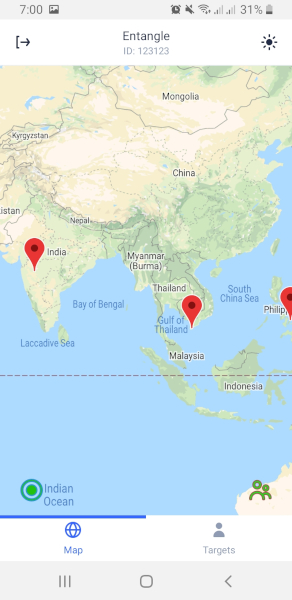 7:00 31%
Entangle
ID: 123123
Mongolia
Kyrgyzstan
China
Nepal
istan
India
Myanmar
(Burma)
Thailand
South
China Sea
Bay of Bengal
Gulf of
Thailand
Philipp
Laccadive Sea
Malaysia
Indonesia
Indian
Ocean
Map
Targets